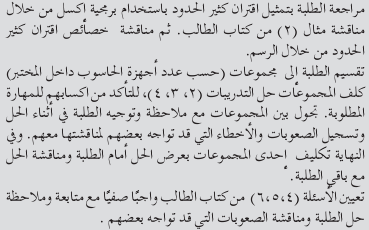 مراجعة الطلبة بتمثيل اقتران كثير الحدود باستخدام برمجية اكسل من خلال
مناقشة مثال (٢) من كتاب الطالب. ثم مناقشة خصائص اقتران كثير
الحدود من خلال الرسم.
تقسيم الطلبة إلى مجموعات (حسب عدد أجهزة الحاسوب داخل المختبر)
كلف المجموعات حل التدريبات (٢، ٣، ٤)، للتأكد من اكسابهم للمهارة
المطلوبة. تجول بين المجموعات مع ملاحظة وتوجيه الطلبة في أثناء الحل
وتسجيل الصعوبات والأخطاء التي قد تواجه بعضهم لمناقشتها معهم. وفي
النهاية تكليف احدى المجموعات بعرض الحل أمام الطلبة ومناقشة الحل
مع باقي الطلبة.
تعيين الأسئلة (٤، ٥، ٦) من كتاب الطالب واجبًا صفيًا مع متابعة وملاحظة
حل الطلبة ومناقشة الصعوبات التي قد تواجه بعضهم .